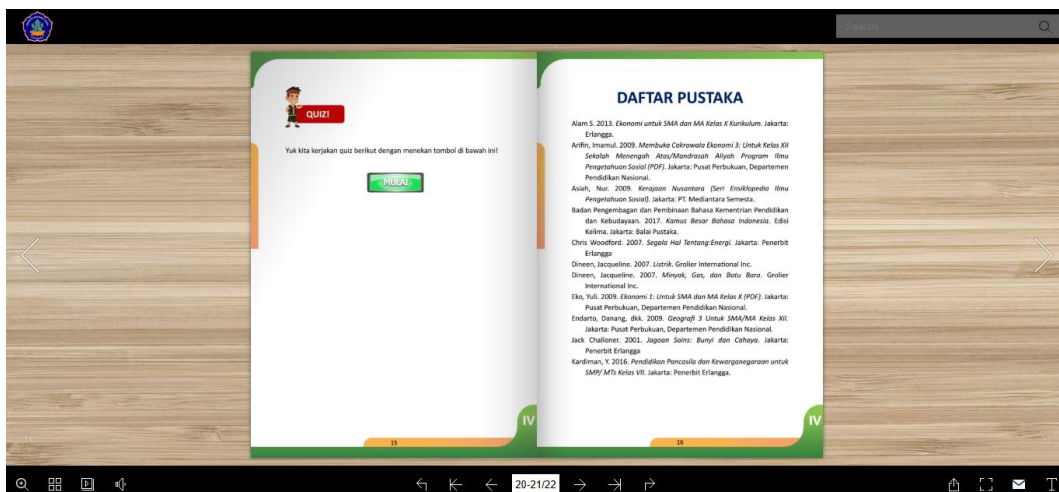 Search
QUIZ!
Yuk kita kerjakan quiz berikut dengan menekan tombol di bawah ini!
MULAI
15
IV
DAFTAR PUSTAKA
Alam S. 2013. Ekonomi untuk SMA dan MA Kelas X Kurikulum. Jakarta:
Erlangga.
Arifin, Imamul. 2009. Membuka Cakrawala Ekonomi 3: Untuk Kelas XII
Sekolah Menengah Atas/Mandrasah Aliyah Program Ilmu
Pengetahuan Sosial (PDF). Jakarta: Pusat Perbukuan, Departemen
Pendidikan Nasional.
Asiah, Nur. 2009. Kerajaan Nusantara (Seri Ensiklopedia Ilmu
Pengetahuan Sosial). Jakarta: PT. Mediantara Semesta.
Badan Pengembagan dan Pembinaan Bahasa Kementrian Pendidikan
dan Kebudayaan. 2017. Kamus Besar Bahasa Indonesia. Edisi
Kelima. Jakarta: Balai Pustaka.
Chris Woodford. 2007. Segala Hal Tentang:Energi. Jakarta: Penerbit
Erlangga
Dineen, Jacqueline. 2007. Listrik. Grolier International Inc.
Dineen, Jacqueline. 2007. Minyak, Gas, dan Batu Bara. Grolier
International Inc.
Eko, Yuli. 2009. Ekonomi 1: Untuk SMA dan MA Kelas X (PDF). Jakarta:
Pusat Perbukuan, Departemen Pendidikan Nasional.
Endarto, Danang, dkk. 2009. Geografi 3 Untuk SMA/MA Kelas XII.
Jakarta: Pusat Perbukuan, Departemen Pendidikan Nasional.
Jack Challoner. 2001. Jagoan Sains: Bunyi dan Cahaya. Jakarta:
Penerbit Erlangga
Kardiman, Y. 2016. Pendidikan Pancasila dan Kewarganegaraan untuk
SMP/ MTs Kelas VII. Jakarta: Penerbit Erlangga.
16
IV
20-21/22